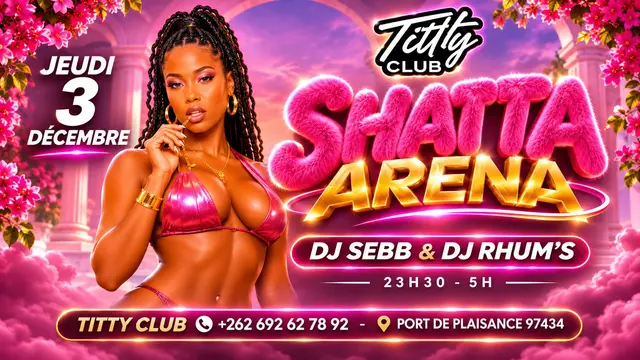 JEUDI
3
DÉCEMBRE
Titty
CLUB
SHATTA
ARENA
DJ SEBB & DJ RHUM'S
23H30 - 5H
TITTY CLUB +262 692 62 78 92 - PORT DE PLAISANCE 97434